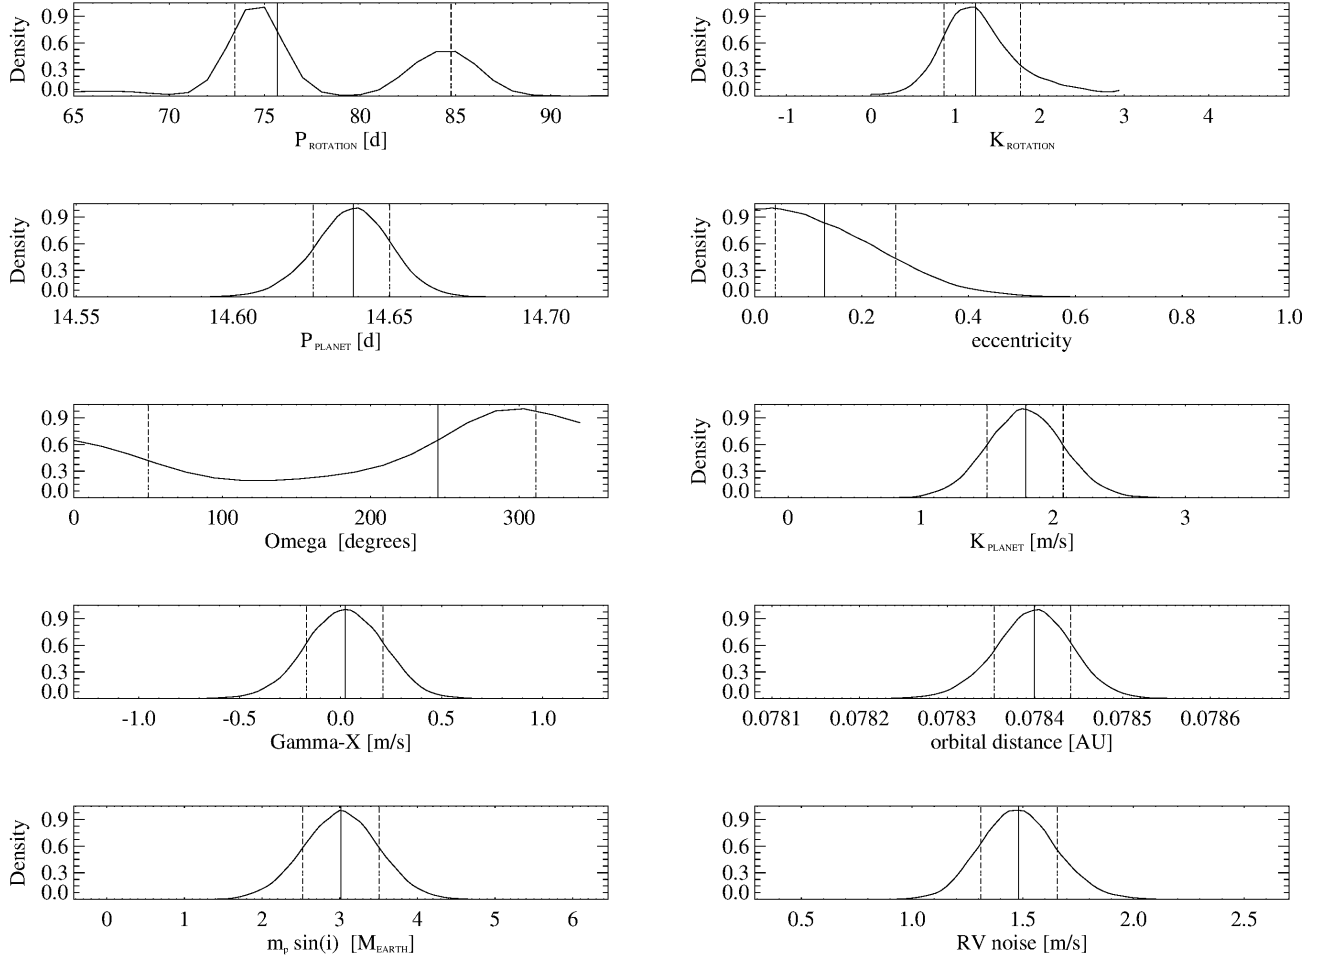 Density
0.9
0.6
0.3
0.0
65 70 75 80 85 90
P ROTATION [d]
Density
0.9
0.6
0.3
0.0
-1 0 1 2 3 4
K ROTATION
Density
0.9
0.6
0.3
0.0
14.55 14.60 14.65 14.70
P PLANET [d]
Density
0.9
0.6
0.3
0.0
0.0 0.2 0.4 0.6 0.8 1.0
eccentricity
0.9
0.6
0.3
0.0
0 100 200 300
Omega [degrees]
Density
0.9
0.6
0.3
0.0
0 1 2 3
K PLANET [m/s]
0.9
0.6
0.3
0.0
-1.0 -0.5 0.0 0.5 1.0
Gamma-X [m/s]
0.9
0.6
0.3
0.0
0.0781 0.0782 0.0783 0.0784 0.0785 0.0786
orbital distance [AU]
Density
0.9
0.6
0.3
0.0
0 1 2 3 4 5 6
mp sin(i) [MEARTH]
0.9
0.6
0.3
0.0
0.5 1.0 1.5 2.0 2.5
RV noise [m/s]